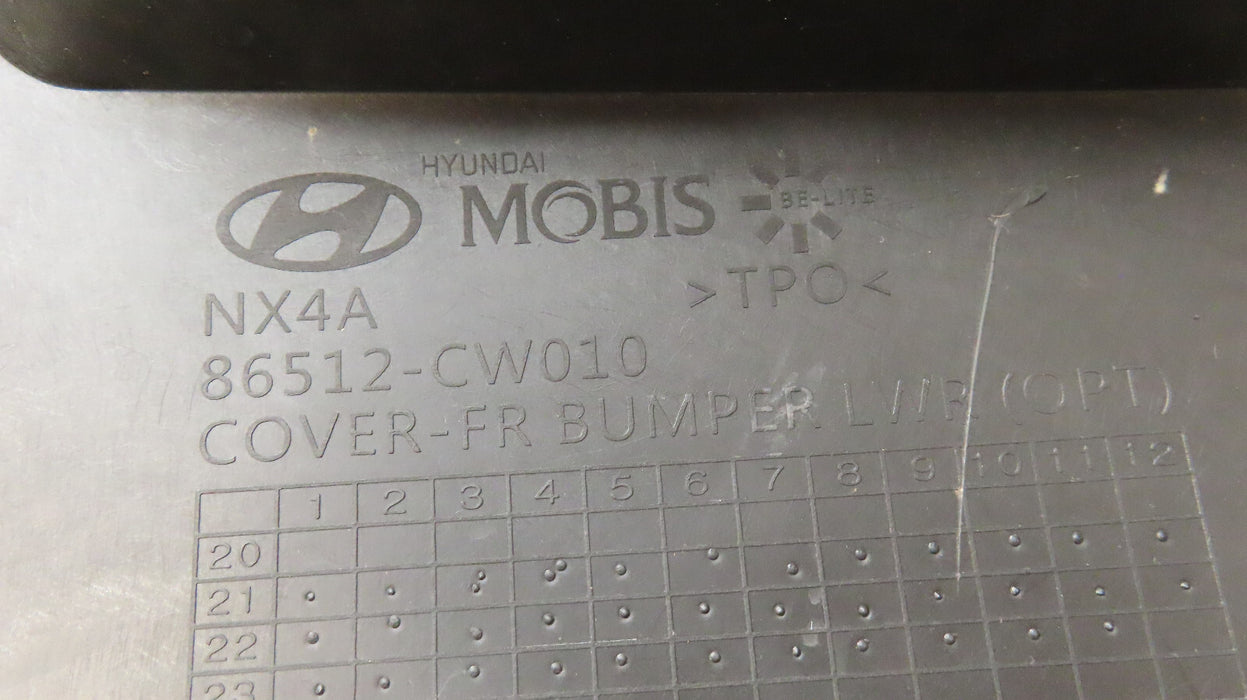 HYUNDAI
MOBIS
BE-LITE
>TPO<
NX4A
86512-CW010
COVER-FR BUMPER LWR (OPT)
1 2 3 4 5 6 7 8 9 10 11 12
20
21
22
23